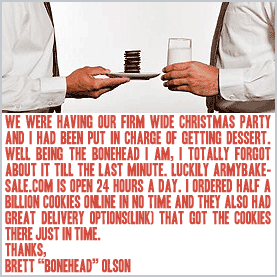 WE WERE HAVING OUR FIRM WIDE CHRISTMAS PARTY
AND I HAD BEEN PUT IN CHARGE OF GETTING DESSERT.
WELL BEING THE BONEHEAD I AM, I TOTALLY FORGOT
ABOUT IT TILL THE LAST MINUTE. LUCKILY ARMYBAKE-
SALE.COM IS OPEN 24 HOURS A DAY. I ORDERED HALF A
BILLION COOKIES ONLINE IN NO TIME AND THEY ALSO HAD
GREAT DELIVERY OPTIONS(LINK) THAT GOT THE COOKIES
THERE JUST IN TIME.
THANKS,
BRETT “BONEHEAD” OLSON